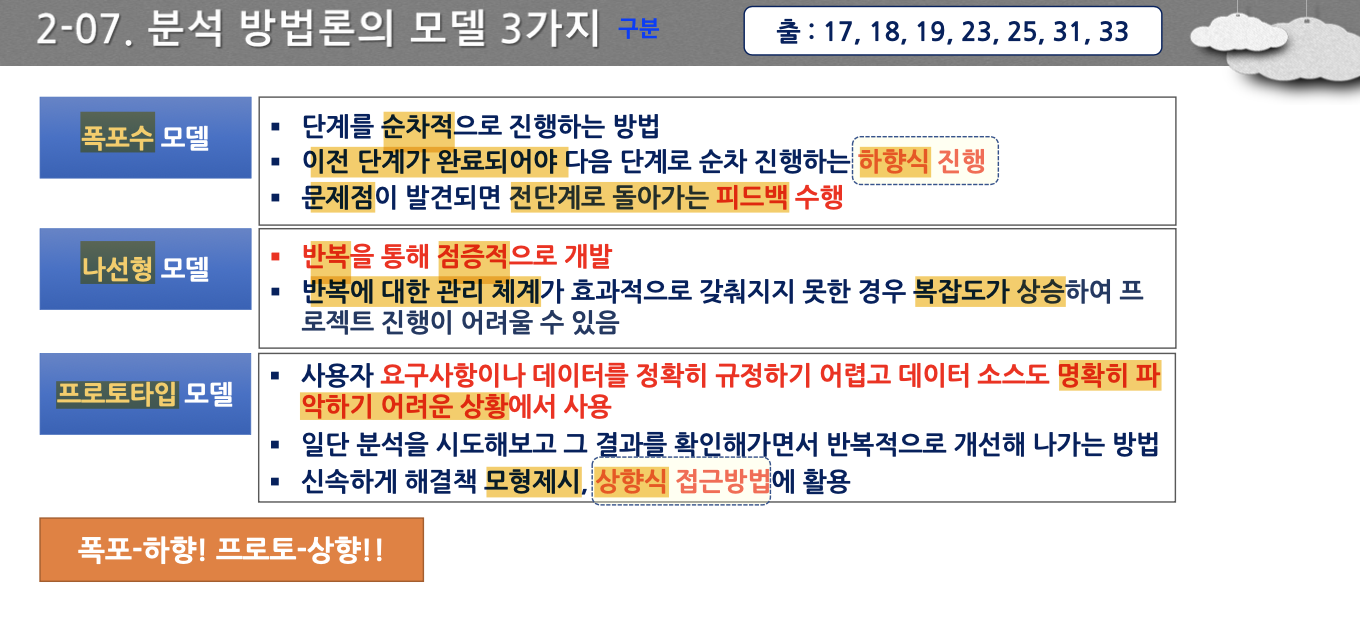 2-07. 분석 방법론의 모델 3가지 구분
출 : 17, 18, 19, 23, 25, 31, 33
폭포수 모델
▪ 단계를 순차적으로 진행하는 방법
▪ 이전 단계가 완료되어야 다음 단계로 순차 진행하는 하향식 진행
▪ 문제점이 발견되면 전단계로 돌아가는 피드백 수행
나선형 모델
▪ 반복을 통해 점증적으로 개발
▪ 반복에 대한 관리 체계가 효과적으로 갖춰지지 못한 경우 복잡도가 상승하여 프
로젝트 진행이 어려울 수 있음
프로토타입 모델
▪ 사용자 요구사항이나 데이터를 정확히 규정하기 어렵고 데이터 소스도 명확히 파
악하기 어려운 상황에서 사용
▪ 일단 분석을 시도해보고 그 결과를 확인해가면서 반복적으로 개선해 나가는 방법
▪ 신속하게 해결책 모형제시, 상향식 접근방법에 활용
폭포-하향! 프로토-상향!!